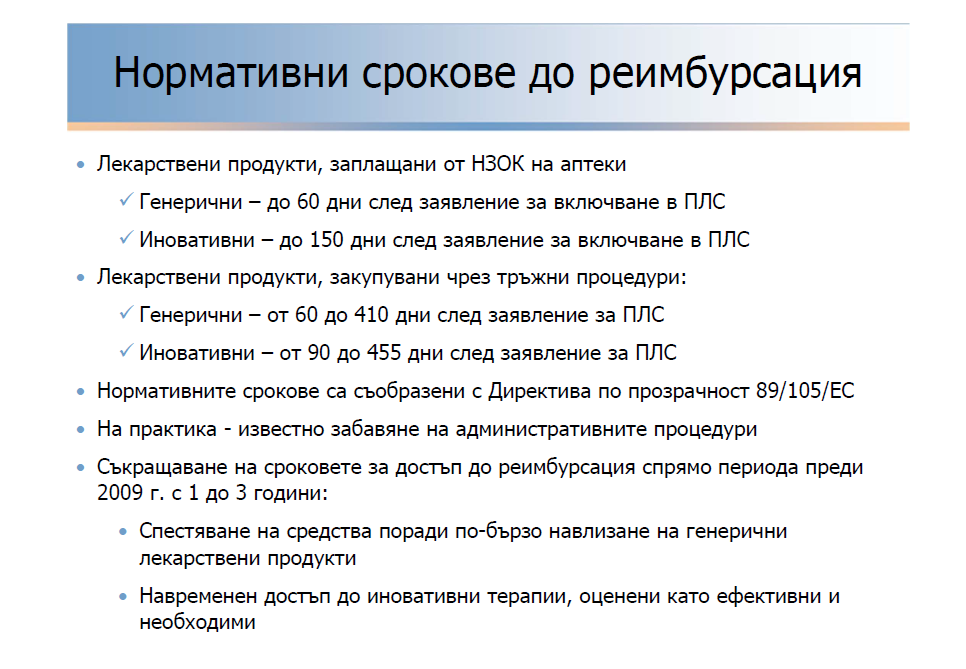 Нормативни срокове до реимбурсация
• Лекарствени продукти, заплащани от НЗОК на аптеки
✓ Генерични – до 60 дни след заявление за включване в ПЛС
✓ Иновативни – до 150 дни след заявление за включване в ПЛС
• Лекарствени продукти, закупувани чрез тръжни процедури:
✓ Генерични – от 60 до 410 дни след заявление за ПЛС
✓ Иновативни – от 90 до 455 дни след заявление за ПЛС
• Нормативните срокове са съобразени с Директива по прозрачност 89/105/ЕС
• На практика - известно забавяне на административните процедури
• Съкращаване на сроковете за достъп до реимбурсация спрямо периода преди
2009 г. с 1 до 3 години:
• Спестяване на средства поради по-бързо навлизане на генерични
лекарствени продукти
• Навременен достъп до иновативни терапии, оценени като ефективни и
необходими